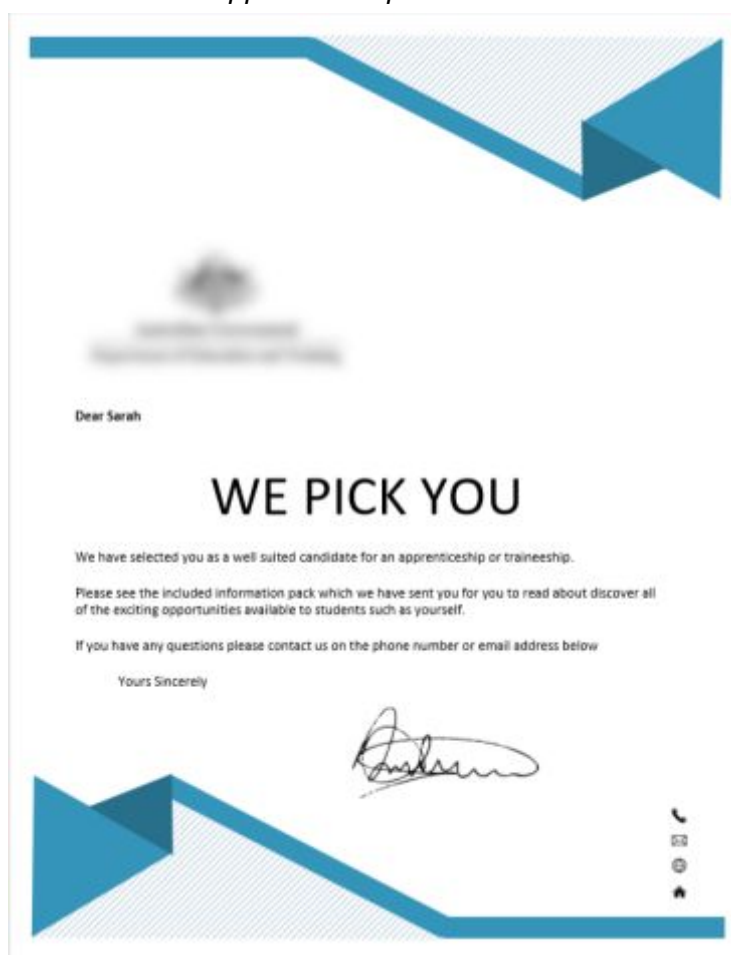 Dear Sarah
WE PICK YOU
We have selected you as a well suited candidate for an apprenticeship or traineeship.
Please see the included information pack which we have sent you for you to read about discover all
of the exciting opportunities available to students such as yourself.
If you have any questions please contact us on the phone number or email address below
Yours Sincerely